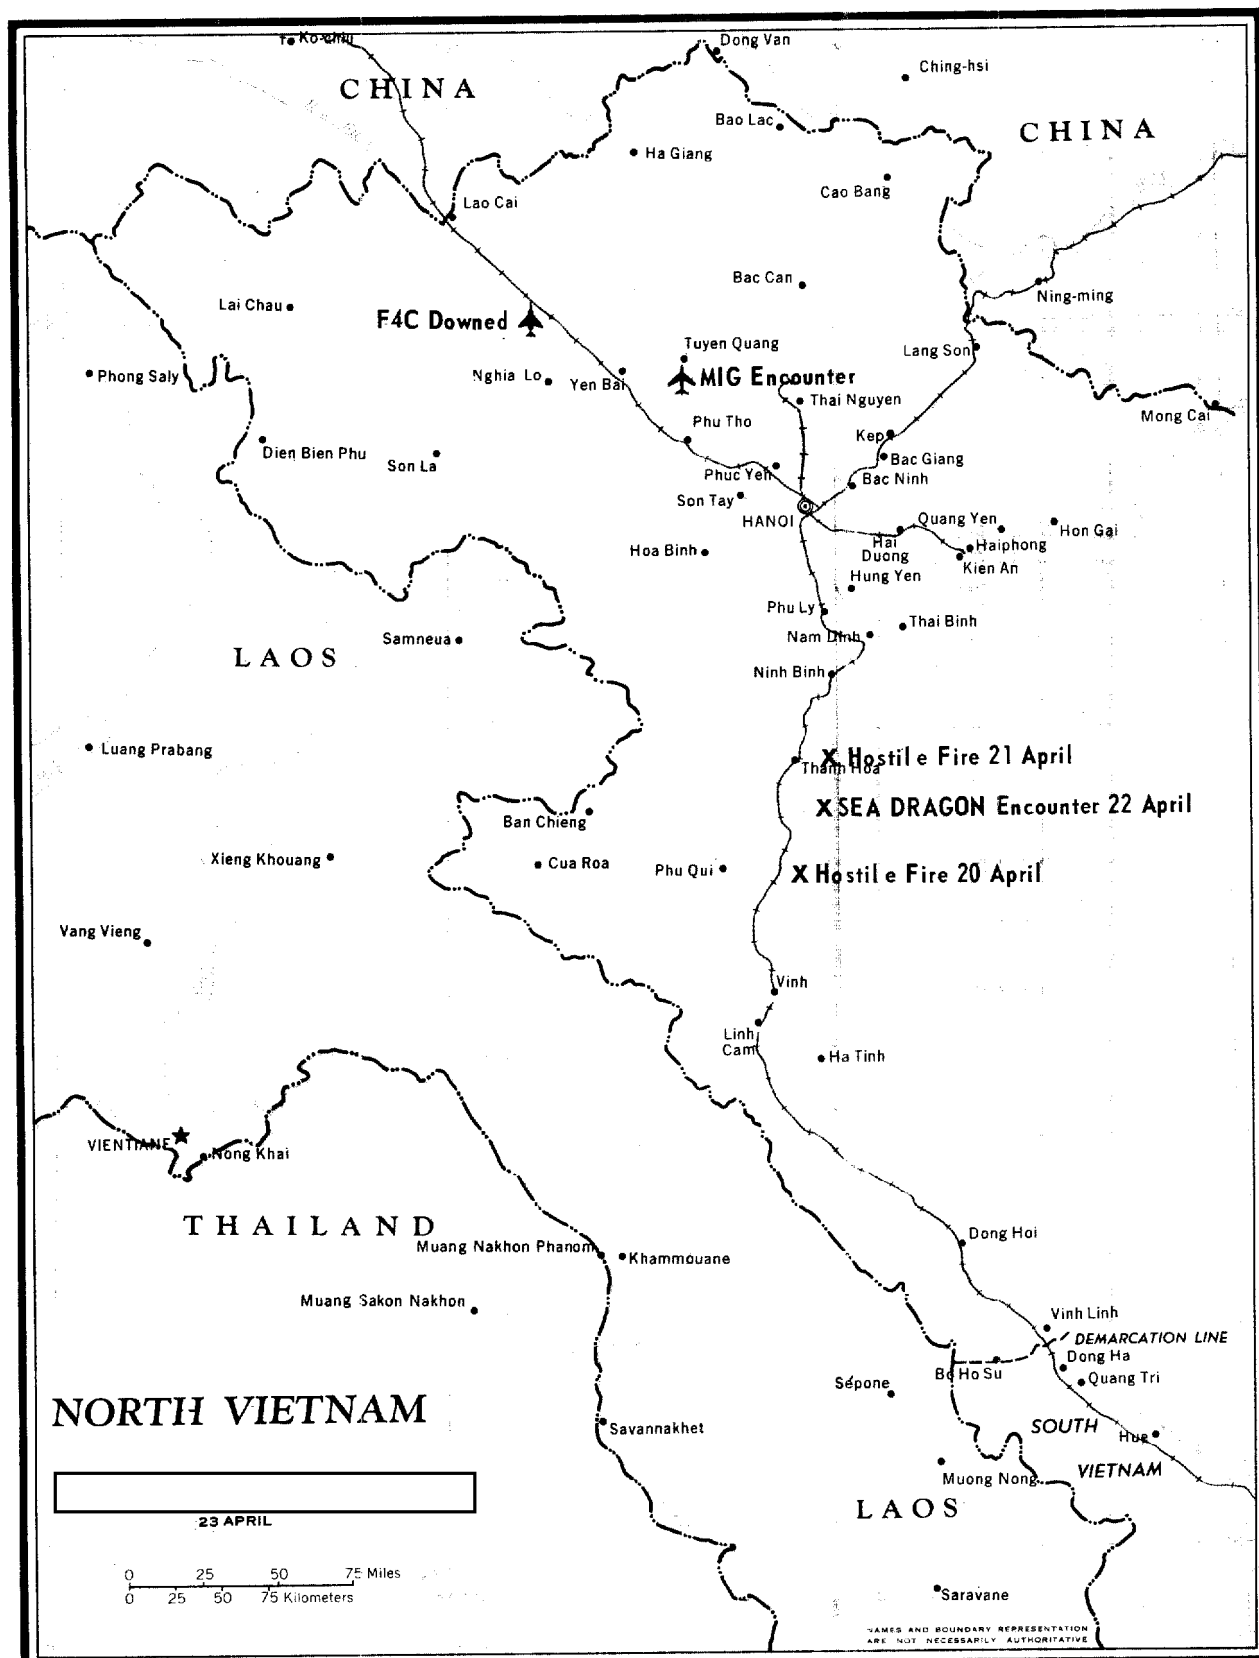 Ko-chiu
Dong Van
CHINA
Ching-hsi
Bao Lac
CHINA
Ha Giang
Cao Bang
Lao Cai
Bac Can
Ning-ming
Lai Chau
F4C Downed
Tuyen Quang
Lang Son
Phong Saly
Nghia Lo
Yen Bai
MIG Encounter
Thai Nguyen
Mong Cai
Phu Tho
Kep
Dien Bien Phu
Son La
Bac Giang
Phuc Yen
Bac Ninh
Son Tay
HANOI
Quang Yen
Hon Gai
Hai
Duong
Haiphong
Hoa Binh
Kien An
Hung Yen
Phu Ly
Thai Binh
Samneua
Nam Dinh
LAOS
Ninh Binh
Luang Prabang
X Hostile Fire 21 April
Thanh Hoa
X SEA DRAGON Encounter 22 April
Ban Chieng
Xieng Khouang
Cua Roa
Phu Qui
X Hostile Fire 20 April
Vang Vieng
Vinh
Linh
Cam
Ha Tinh
VIENTIANE
Nong Khai
THAILAND
Dong Hoi
Muang Nakhon Phanom
Khammouane
Muang Sakon Nakhon
Vinh Linh
DEMARCATION LINE
Dong Ha
Bo Ho Su
Quang Tri
Sépone
NORTH VIETNAM
Savannakhet
SOUTH
Hue
VIETNAM
Muong Nong
LAOS
23 APRIL
0 25 50 75 Miles
0 25 50 75 Kilometers
Saravane
NAMES AND BOUNDARY REPRESENTATION
ARE NOT NECESSARILY AUTHORITATIVE